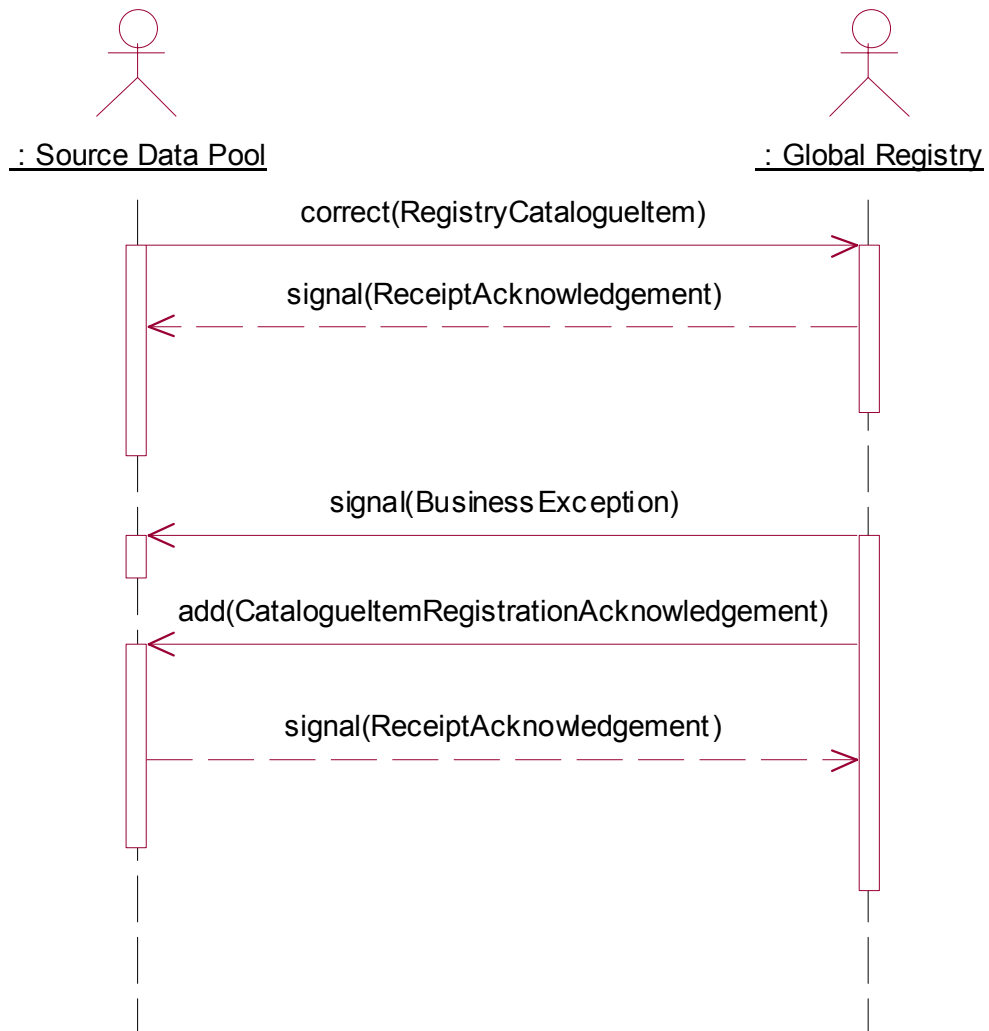 : Source Data Pool
: Global Registry
correct(RegistryCatalogueItem)
signal(ReceiptAcknowledgement)
signal(BusinessException)
add(CatalogueItemRegistrationAcknowledgement)
signal(ReceiptAcknowledgement)